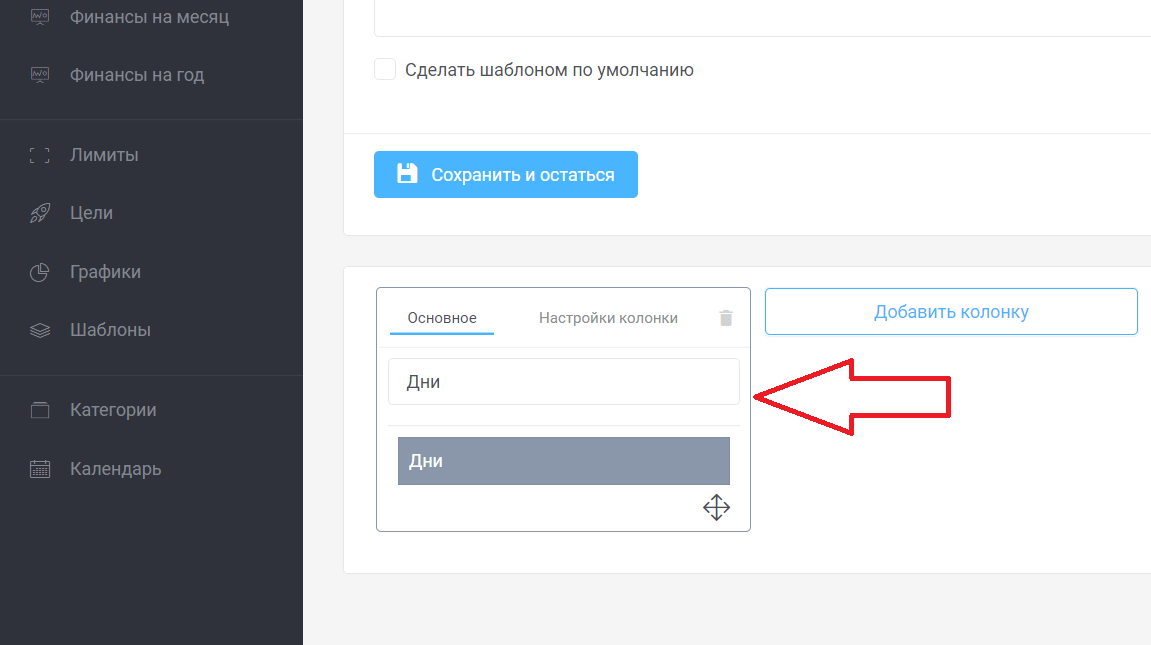 Финансы на месяц
Финансы на год
Лимиты
Цели
Графики
Шаблоны
Категории
Календарь
Сделать шаблоном по умолчанию
Сохранить и остаться
Основное
Настройки колонки
Добавить колонку
Дни
Дни